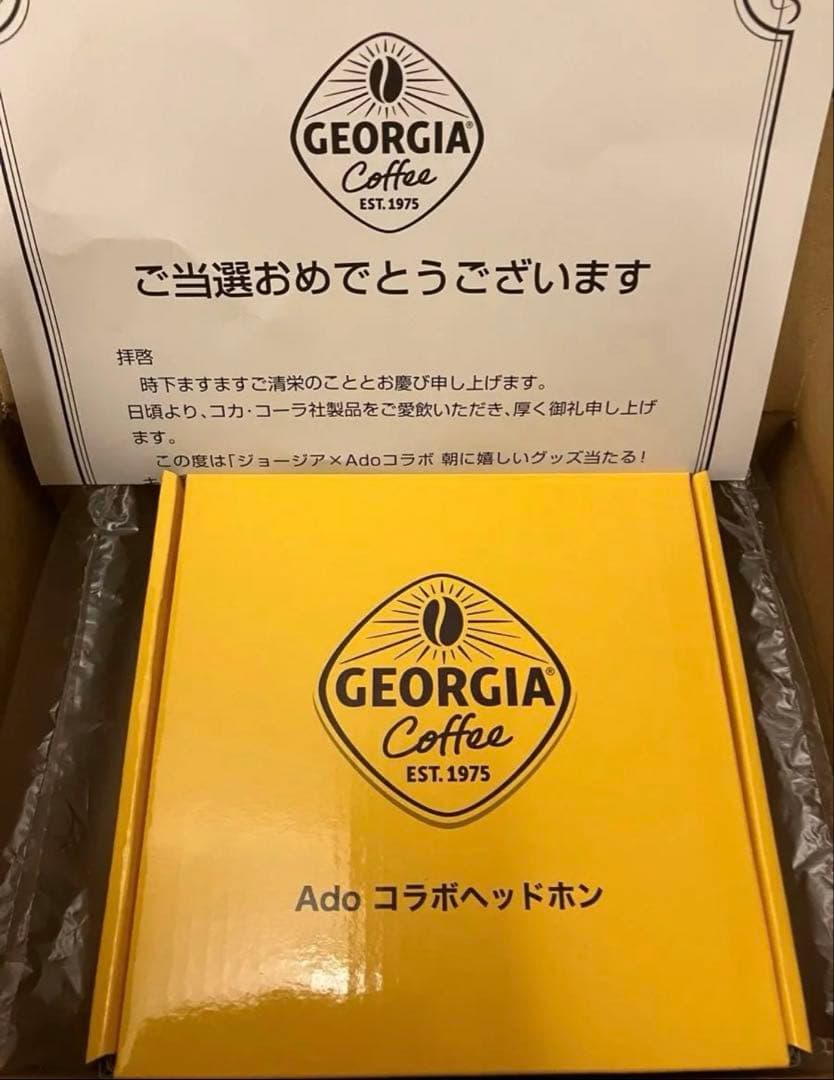 GEORGIA®
Coffee
EST. 1975
ご当選おめでとうございます
拝啓
時下ますますご清栄のこととお慶び申し上げます。
日頃より、コカ・コーラ社製品をご愛飲いただき、厚く御礼申し上げ
ます。
この度は「ジョージア×Adoコラボ 朝に嬉しいグッズ当たる!
GEORGIA®
Coffee
EST. 1975
Ado コラボヘッドホン